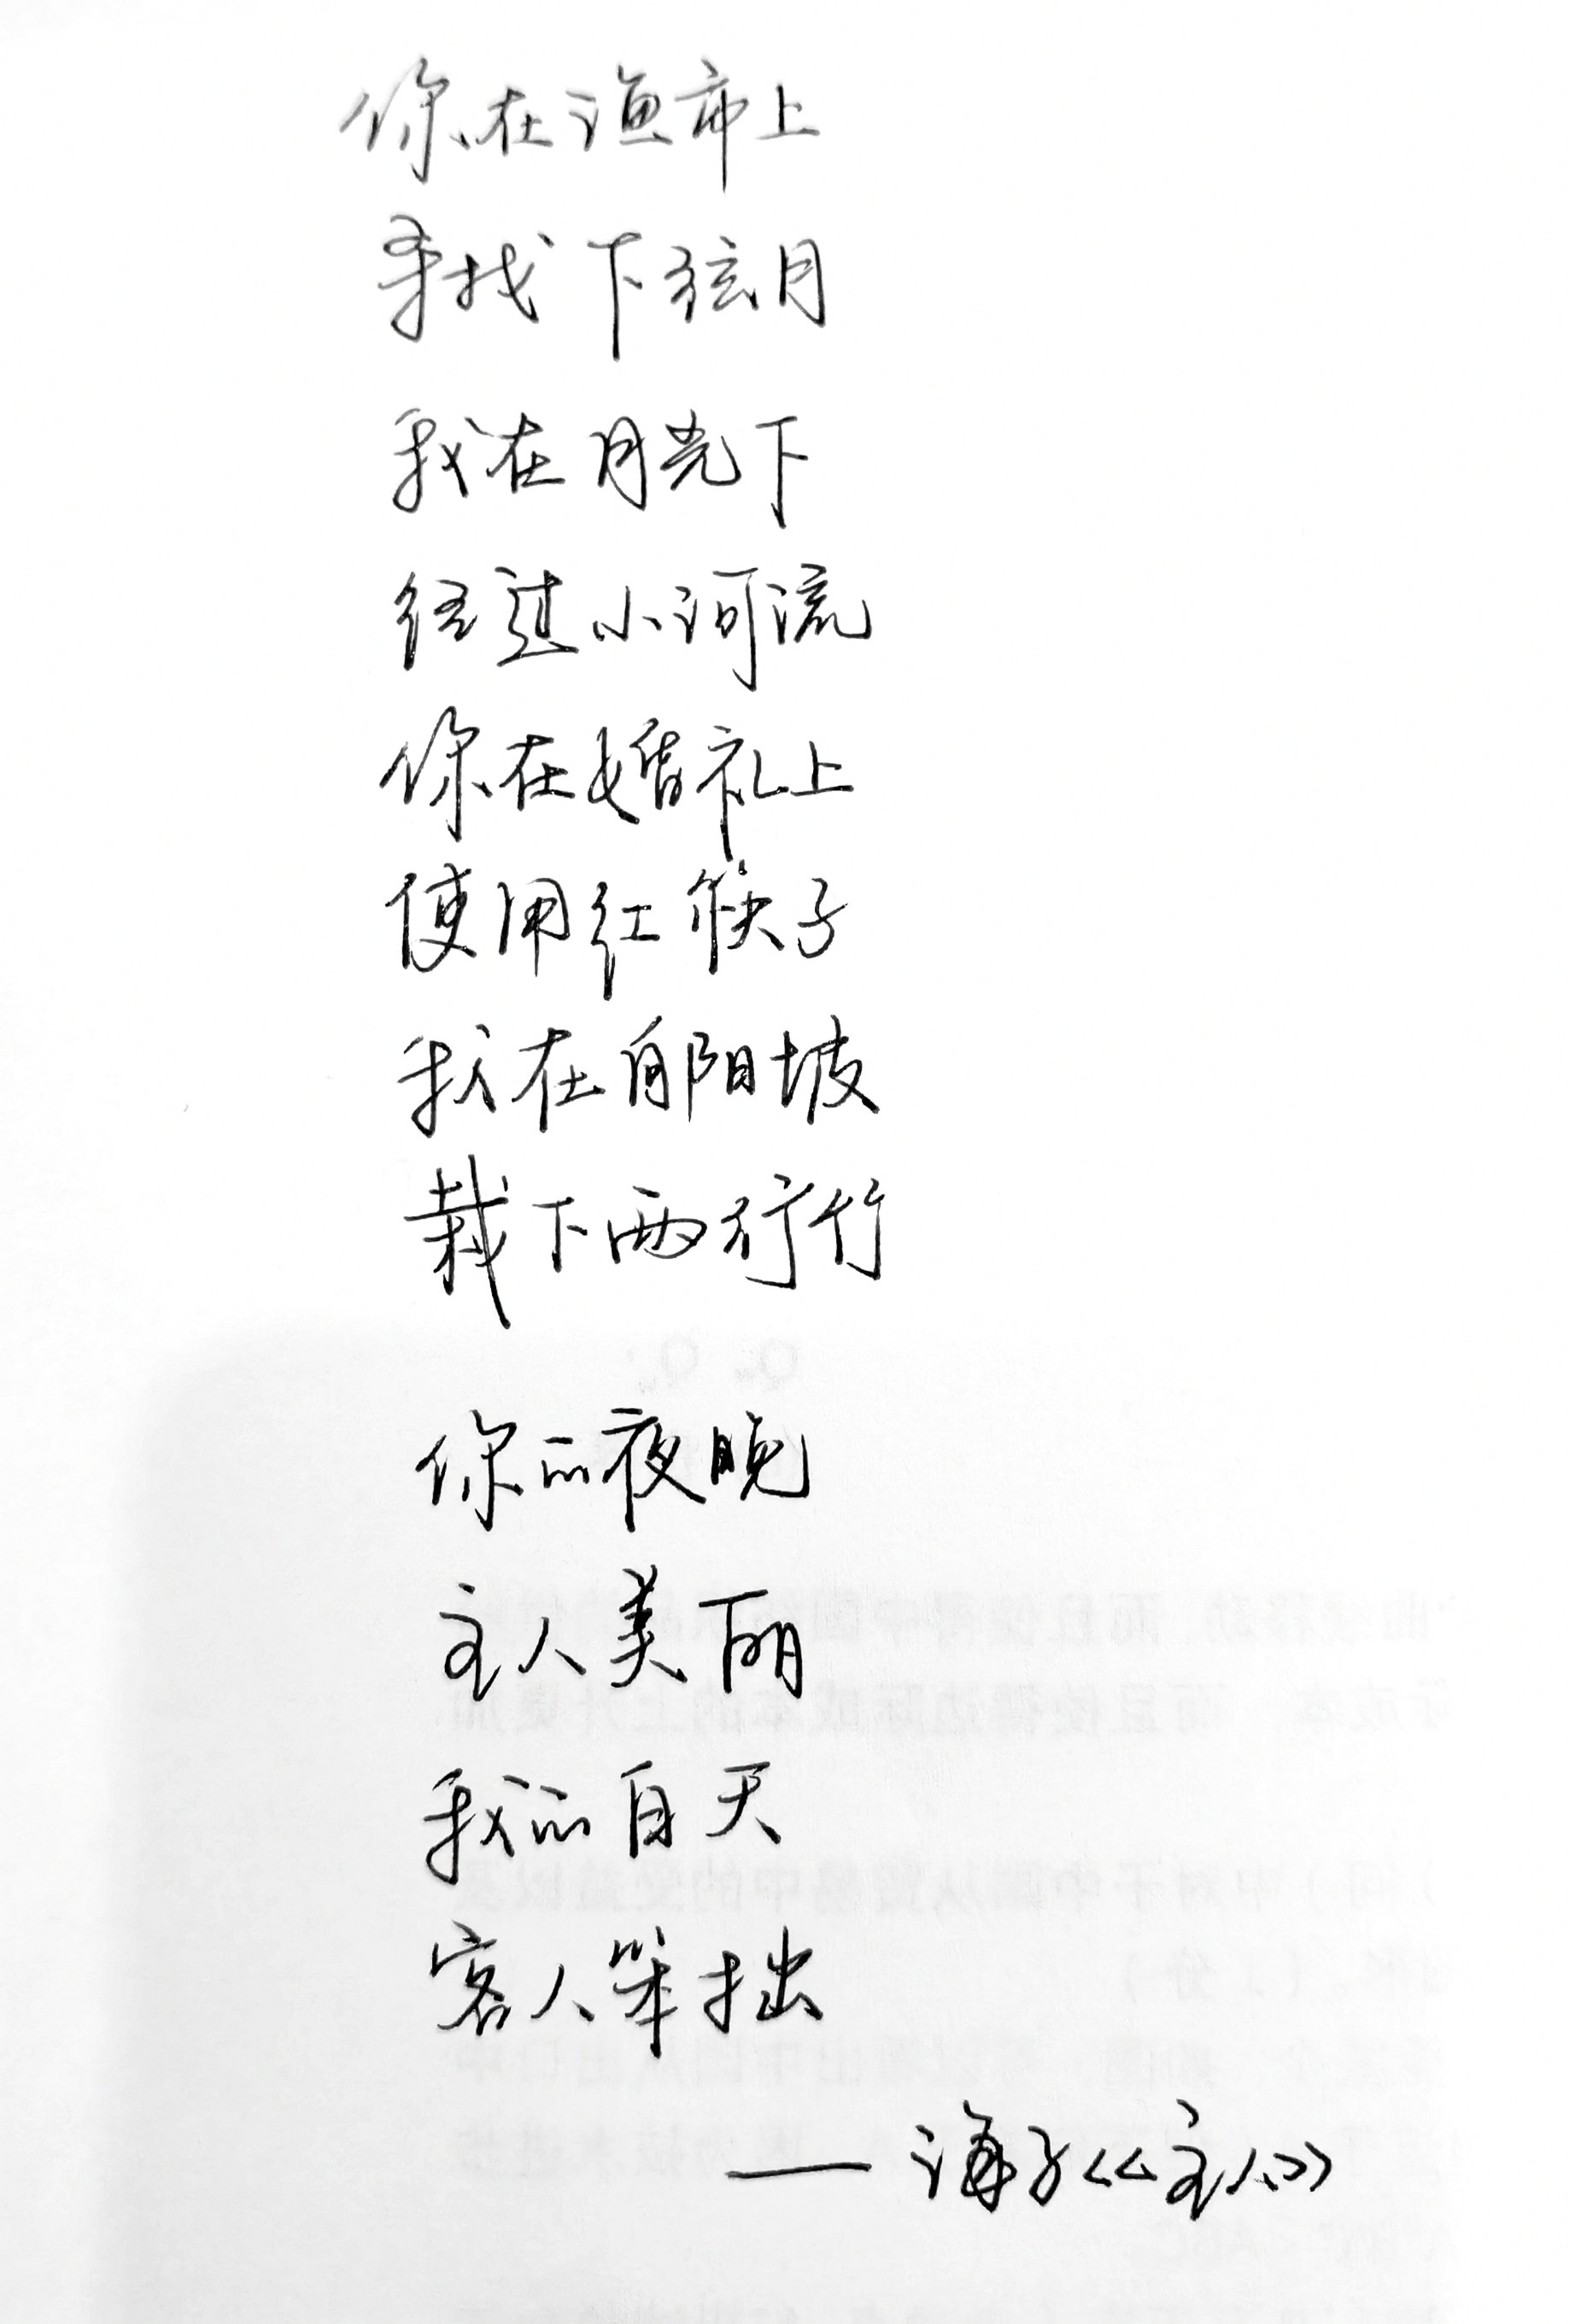 你在渔市上
寻找下弦月
我在月光下
经过小河流
你在婚礼上
使用红筷子
我在向阳坡
栽下两行竹
你的夜晚
主人美丽
我的白天
客人笨拙
——海子《主人》